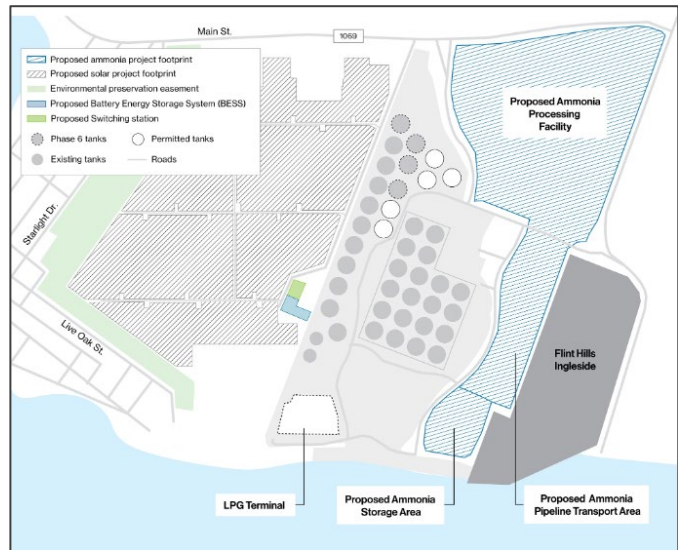 Main St.
1069
Proposed ammonia project footprint
Proposed solar project footprint
Environmental preservation easement
Proposed Battery Energy Storage System (BESS)
Proposed Switching station
Phase 6 tanks
Permitted tanks
Existing tanks
Roads
Proposed Ammonia
Processing
Facility
Starlight Dr.
Live Oak St.
Flint Hills
Ingleside
LPG Terminal
Proposed Ammonia
Storage Area
Proposed Ammonia
Pipeline Transport Area